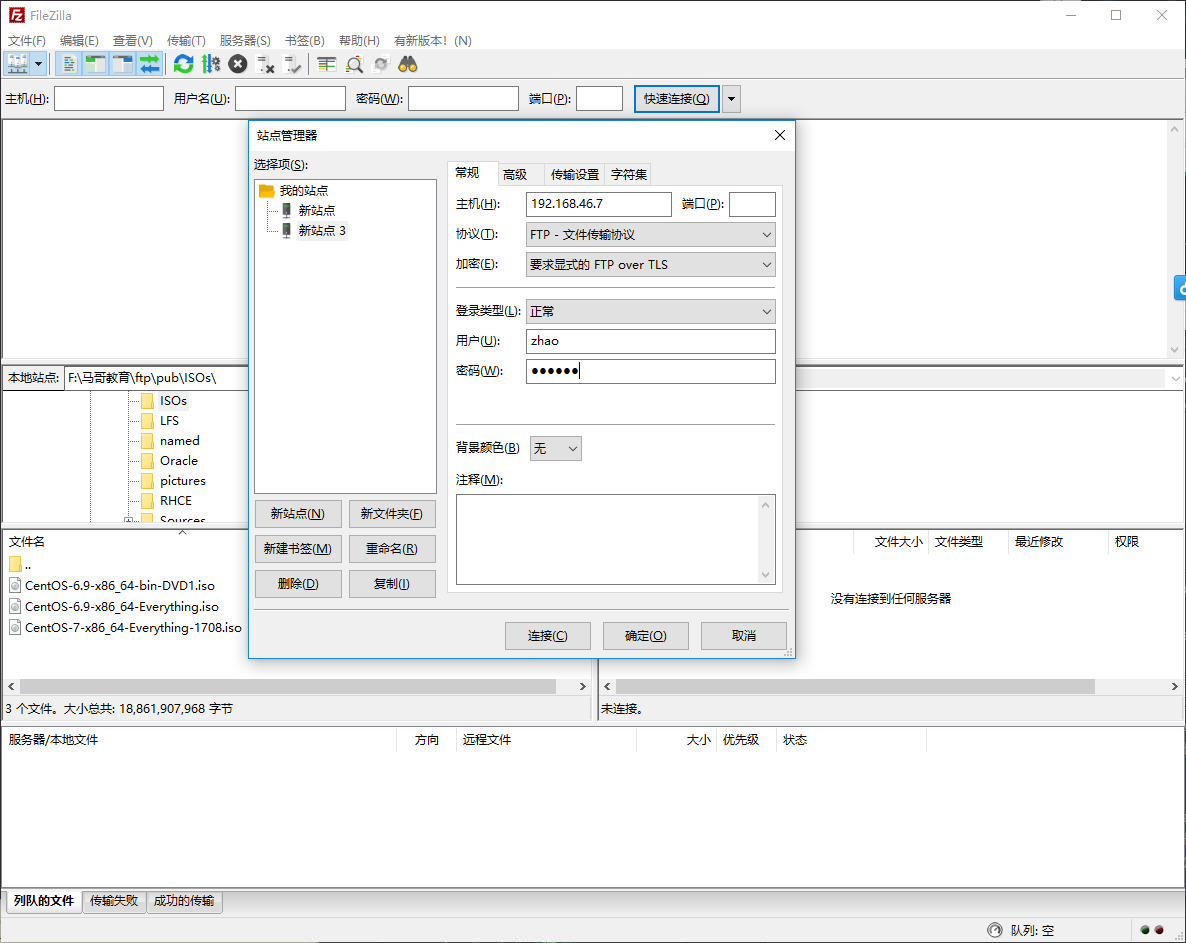 FileZilla
文件(F) 编辑(E) 查看(V) 传输(T) 服务器(S) 书签(B) 帮助(H) 有新版本！(N)
主机(H): 用户名(U): 密码(W): 端口(P): 快速连接(Q)
站点管理器
选择项(S):
我的站点
新站点
新站点 3
新站点(N) 新文件夹(F)
新建书签(M) 重命名(R)
删除(D) 复制(I)
常规 高级 传输设置 字符集
主机(H): 192.168.46.7 端口(P):
协议(T): FTP - 文件传输协议
加密(E): 要求显式的 FTP over TLS
登录类型(L): 正常
用户(U): zhao
密码(W): ●●●●●●
背景颜色(B) 无
注释(M):
连接(C) 确定(O) 取消
本地站点: F:\马哥教育\ftp\pub\ISOs\
ISOs
LFS
named
Oracle
pictures
RHCE
Sources
文件名
..
CentOS-6.9-x86_64-bin-DVD1.iso
CentOS-6.9-x86_64-Everything.iso
CentOS-7-x86_64-Everything-1708.iso
3 个文件。大小总共: 18,861,907,968 字节
文件大小 文件类型 最近修改 权限
没有连接到任何服务器
未连接。
服务器/本地文件 方向 远程文件 大小 优先级 状态
列队的文件 传输失败 成功的传输
队列: 空